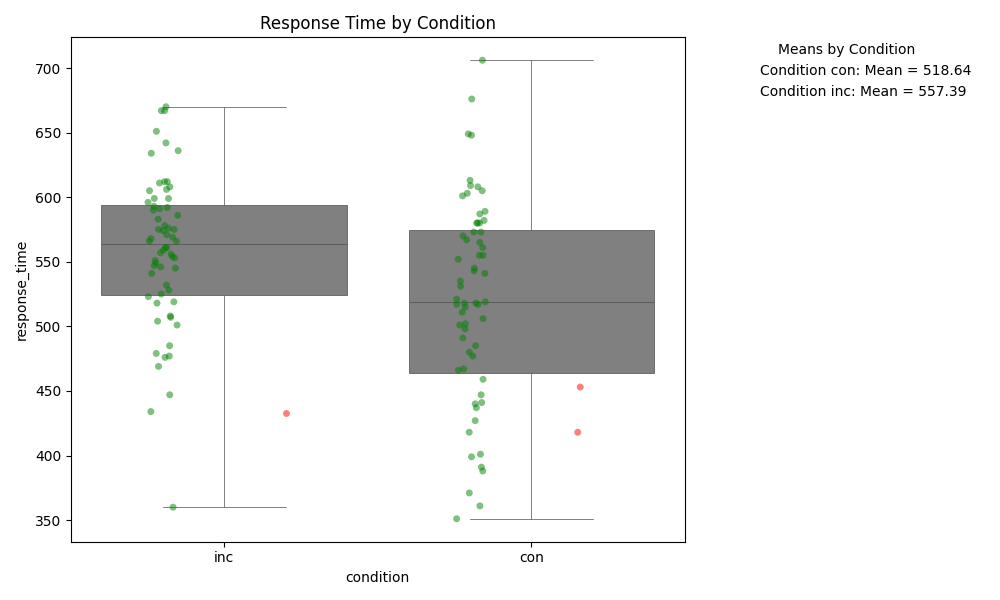 Response Time by Condition
Means by Condition
Condition con: Mean = 518.64
Condition inc: Mean = 557.39
response_time
700
650
600
550
500
450
400
350
inc
con
condition